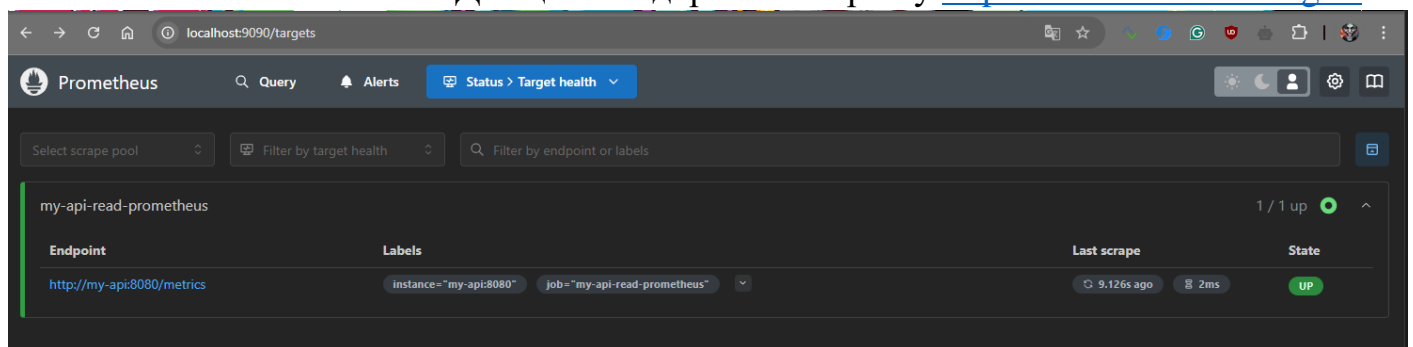 localhost:9090/targets
Prometheus Query Alerts Status > Target health
Select scrape pool Filter by target health Filter by endpoint or labels
my-api-read-prometheus 1 / 1 up
Endpoint Labels Last scrape State
http://my-api:8080/metrics instance="my-api:8080" job="my-api-read-prometheus" 9.126s ago 2ms UP